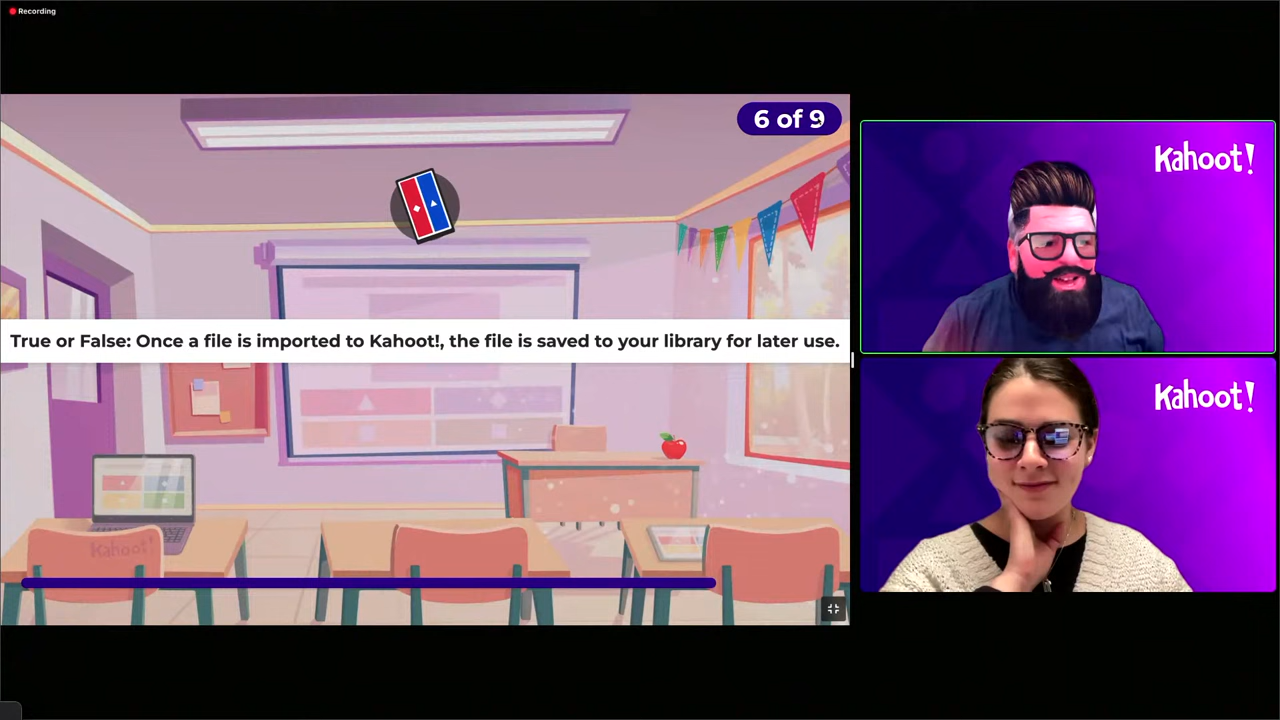 Recording
6 of 9
True or False: Once a file is imported to Kahoot!, the file is saved to your library for later use.
Kahoot!
Kahoot!
Kahoot!